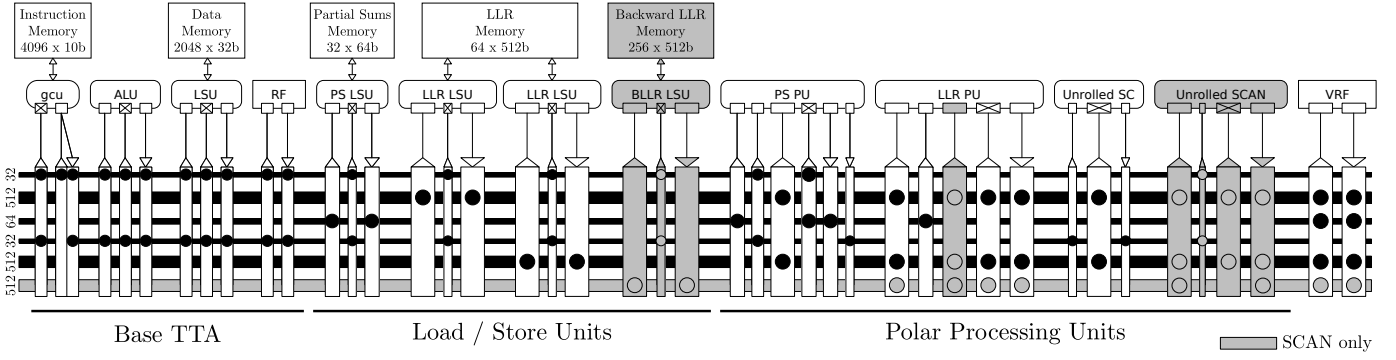 Instruction
Memory
4096 x 10b
Data
Memory
2048 x 32b
Partial Sums
Memory
32 x 64b
LLR
Memory
64 x 512b
Backward LLR
Memory
256 x 512b
gcu
ALU
LSU
RF
PS LSU
LLR LSU
LLR LSU
BLLR LSU
PS PU
LLR PU
Unrolled SC
Unrolled SCAN
VRF
32
512
64
32
512
512
Base TTA
Load / Store Units
Polar Processing Units
SCAN only